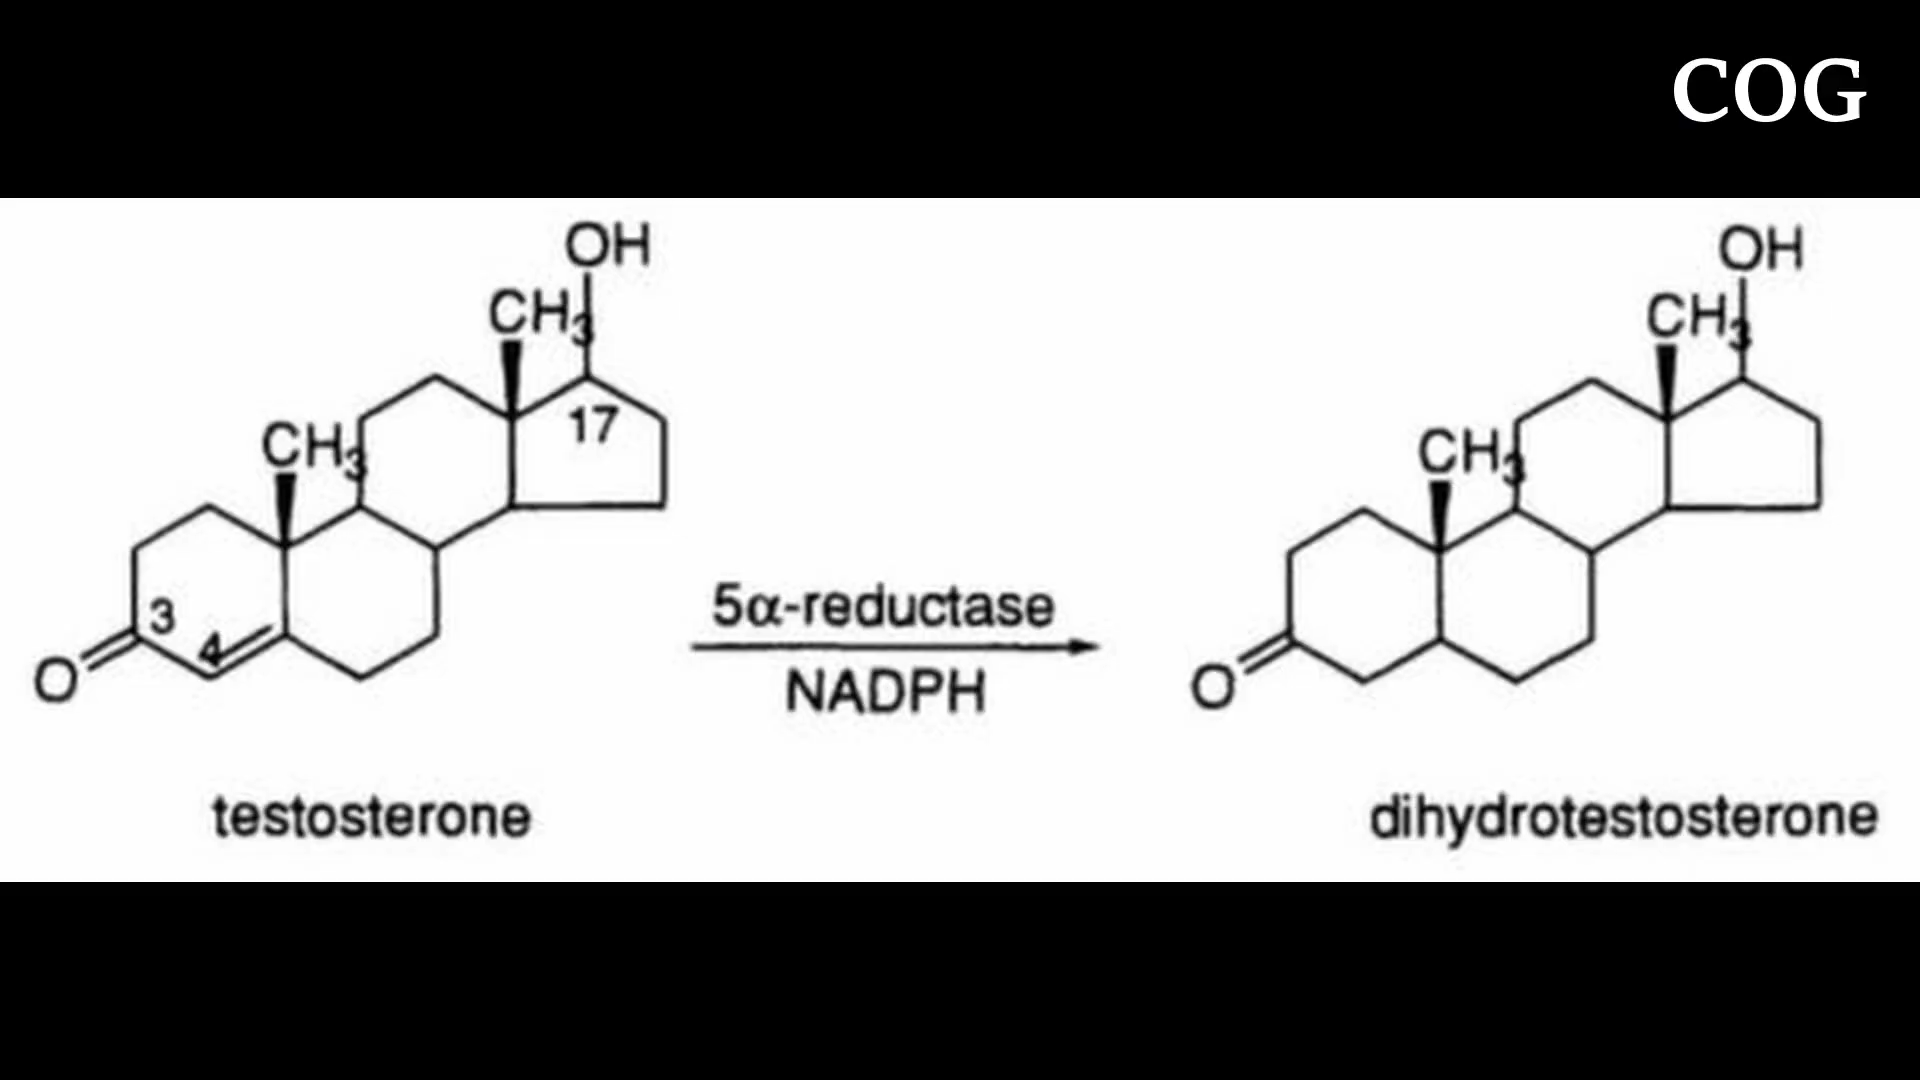 COG
OH
CH3
17
CH3
3
4
O
testosterone
5α-reductase
NADPH
OH
CH3
CH3
O
dihydrotestosterone